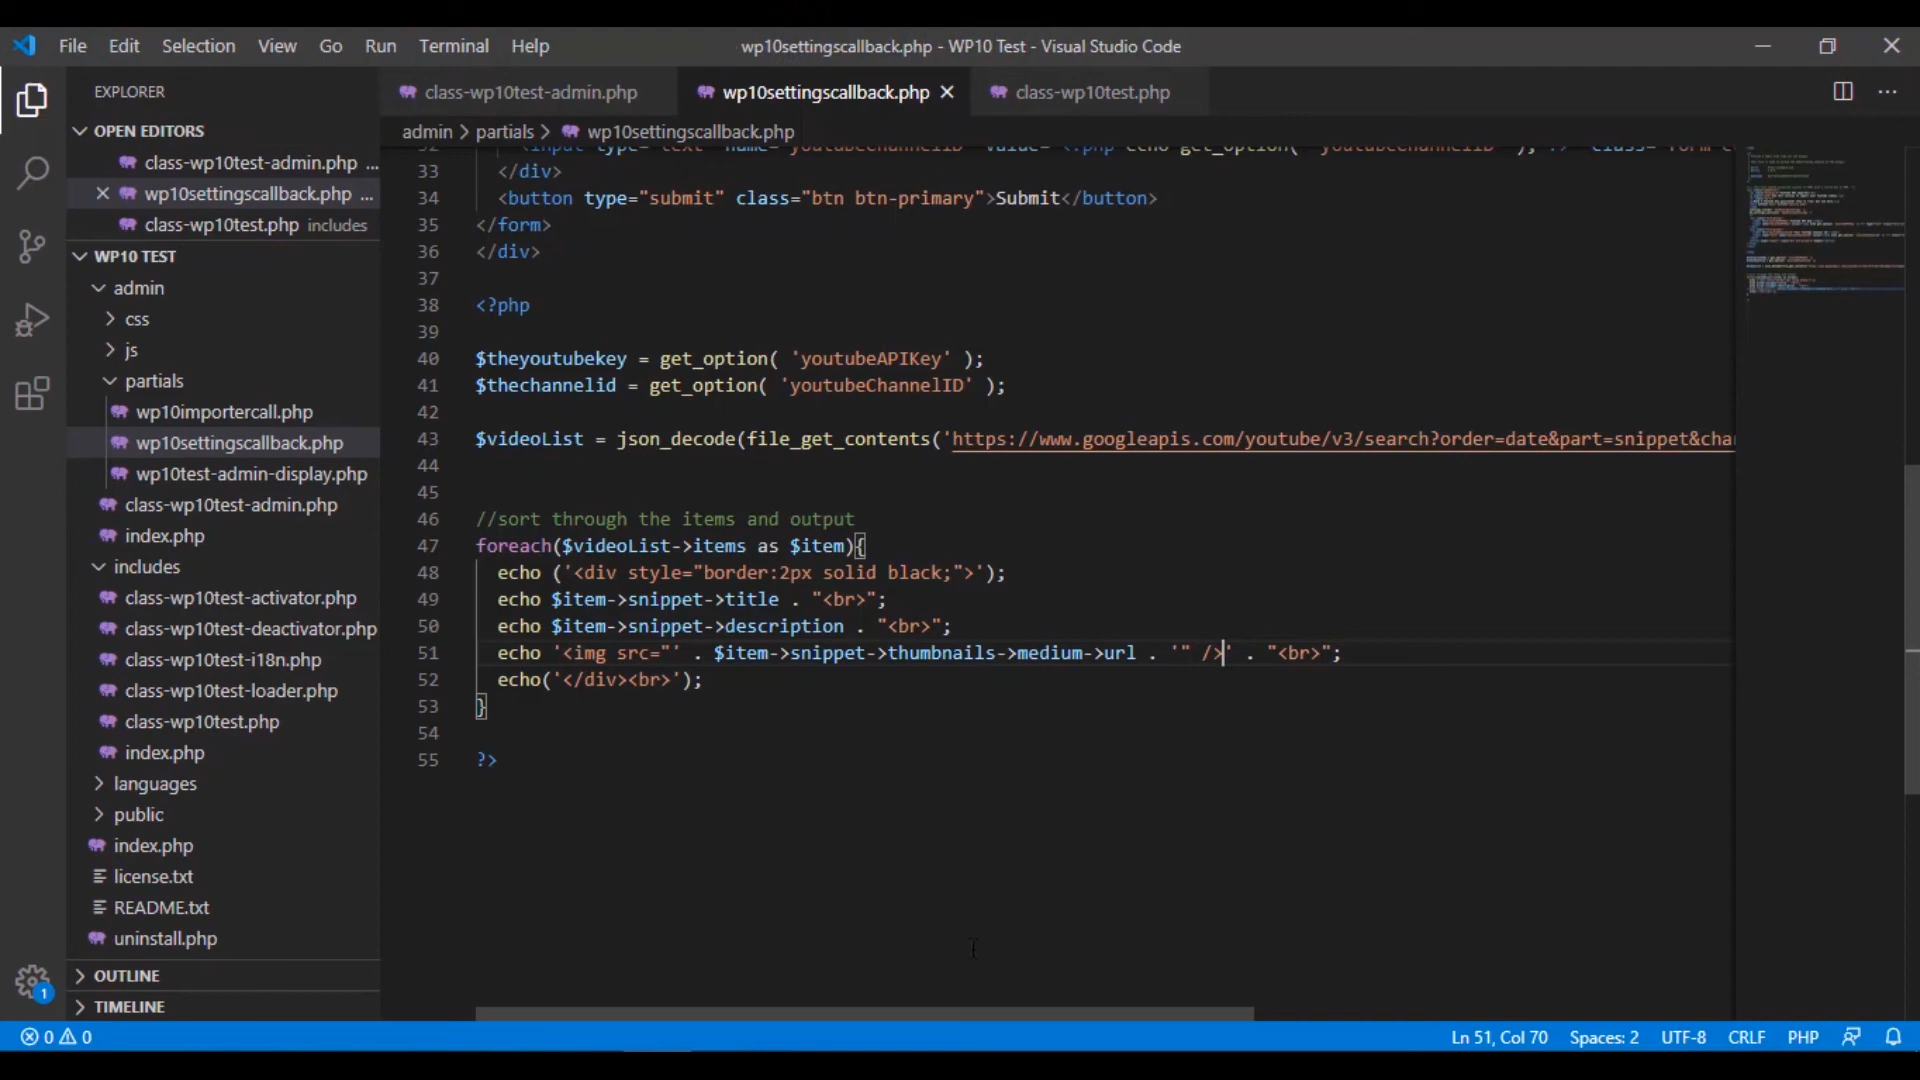 File Edit Selection View Go Run Terminal Help
wp10settingscallback.php - WP10 Test - Visual Studio Code
EXPLORER
OPEN EDITORS
class-wp10test-admin.php ...
wp10settingscallback.php ...
class-wp10test.php includes
WP10 TEST
admin
css
js
partials
wp10importercall.php
wp10settingscallback.php
wp10test-admin-display.php
class-wp10test-admin.php
index.php
includes
class-wp10test-activator.php
class-wp10test-deactivator.php
class-wp10test-i18n.php
class-wp10test-loader.php
class-wp10test.php
index.php
languages
public
index.php
license.txt
README.txt
uninstall.php
OUTLINE
TIMELINE
class-wp10test-admin.php wp10settingscallback.php class-wp10test.php
admin > partials > wp10settingscallback.php
33 </div>
34 <button type="submit" class="btn btn-primary">Submit</button>
35 </form>
36 </div>
37
38 <?php
39
40 $theyoutubekey = get_option( 'youtubeAPIKey' );
41 $thechannelid = get_option( 'youtubeChannelID' );
42
43 $videoList = json_decode(file_get_contents('https://www.googleapis.com/youtube/v3/search?order=date&part=snippet&cha
44
45
46 //sort through the items and output
47 foreach($videoList->items as $item){
48 echo ('<div style="border:2px solid black;">');
49 echo $item->snippet->title . "<br>";
50 echo $item->snippet->description . "<br>";
51 echo '<img src="' . $item->snippet->thumbnails->medium->url . '" />' . "<br>";
52 echo('</div><br>');
53 }
54
55 ?>
1
0 0
Ln 51, Col 70 Spaces: 2 UTF-8 CRLF PHP